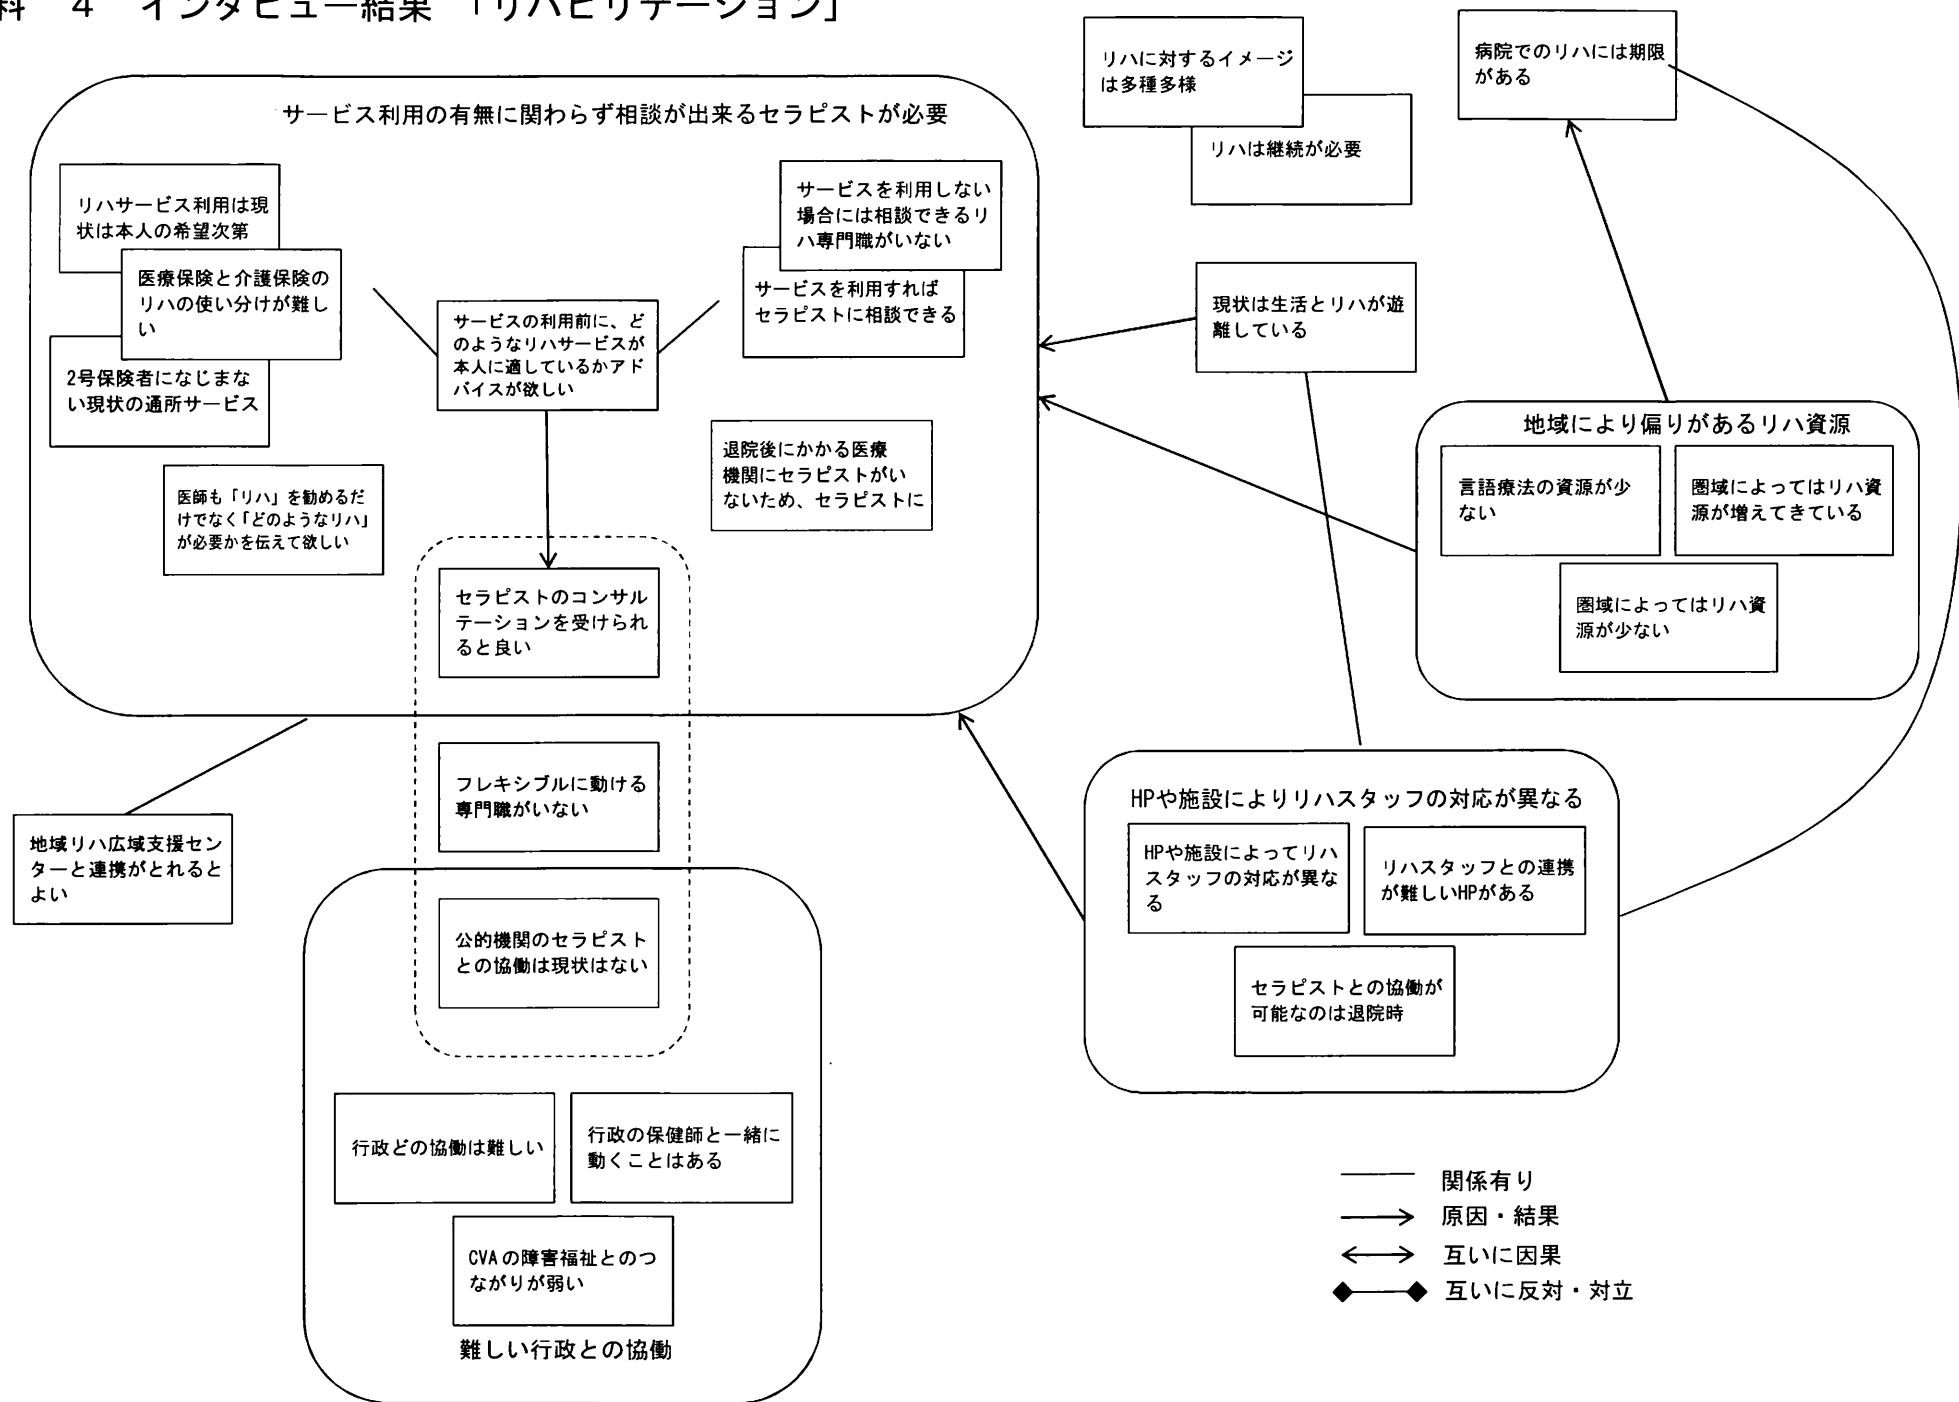 料 4 インタビュー結果 「リハビリテーション」
サービス利用の有無に関わらず相談が出来るセラピストが必要
リハサービス利用は現
状は本人の希望次第
医療保険と介護保険の
リハの使い分けが難し
い
2号保険者になじまな
い現状の通所サービス
医師も「リハ」を勧めるだ
けでなく「どのようなリハ」
が必要かを伝えて欲しい
サービスの利用前に、ど
のようなリハサービスが
本人に適しているかアド
バイスが欲しい
サービスを利用しない
場合には相談できるリ
ハ専門職がいない
サービスを利用すれば
セラピストに相談できる
退院後にかかる医療
機関にセラピストがい
ないため、セラピストに
セラピストのコンサル
テーションを受けられ
ると良い
フレキシブルに動ける
専門職がいない
地域リハ広域支援セン
ターと連携がとれると
よい
公的機関のセラピスト
との協働は現状はない
行政どの協働は難しい
行政の保健師と一緒に
動くことはある
CVAの障害福祉とのつ
ながりが弱い
難しい行政との協働
リハに対するイメージ
は多種多様
リハは継続が必要
病院でのリハには期限
がある
現状は生活とリハが遊
離している
地域により偏りがあるリハ資源
言語療法の資源が少
ない
圏域によってはリハ資
源が増えてきている
圏域によってはリハ資
源が少ない
HPや施設によりリハスタッフの対応が異なる
HPや施設によってリハ
スタッフの対応が異な
る
リハスタッフとの連携
が難しいHPがある
セラピストとの協働が
可能なのは退院時
関係有り
原因・結果
互いに因果
互いに反対・対立